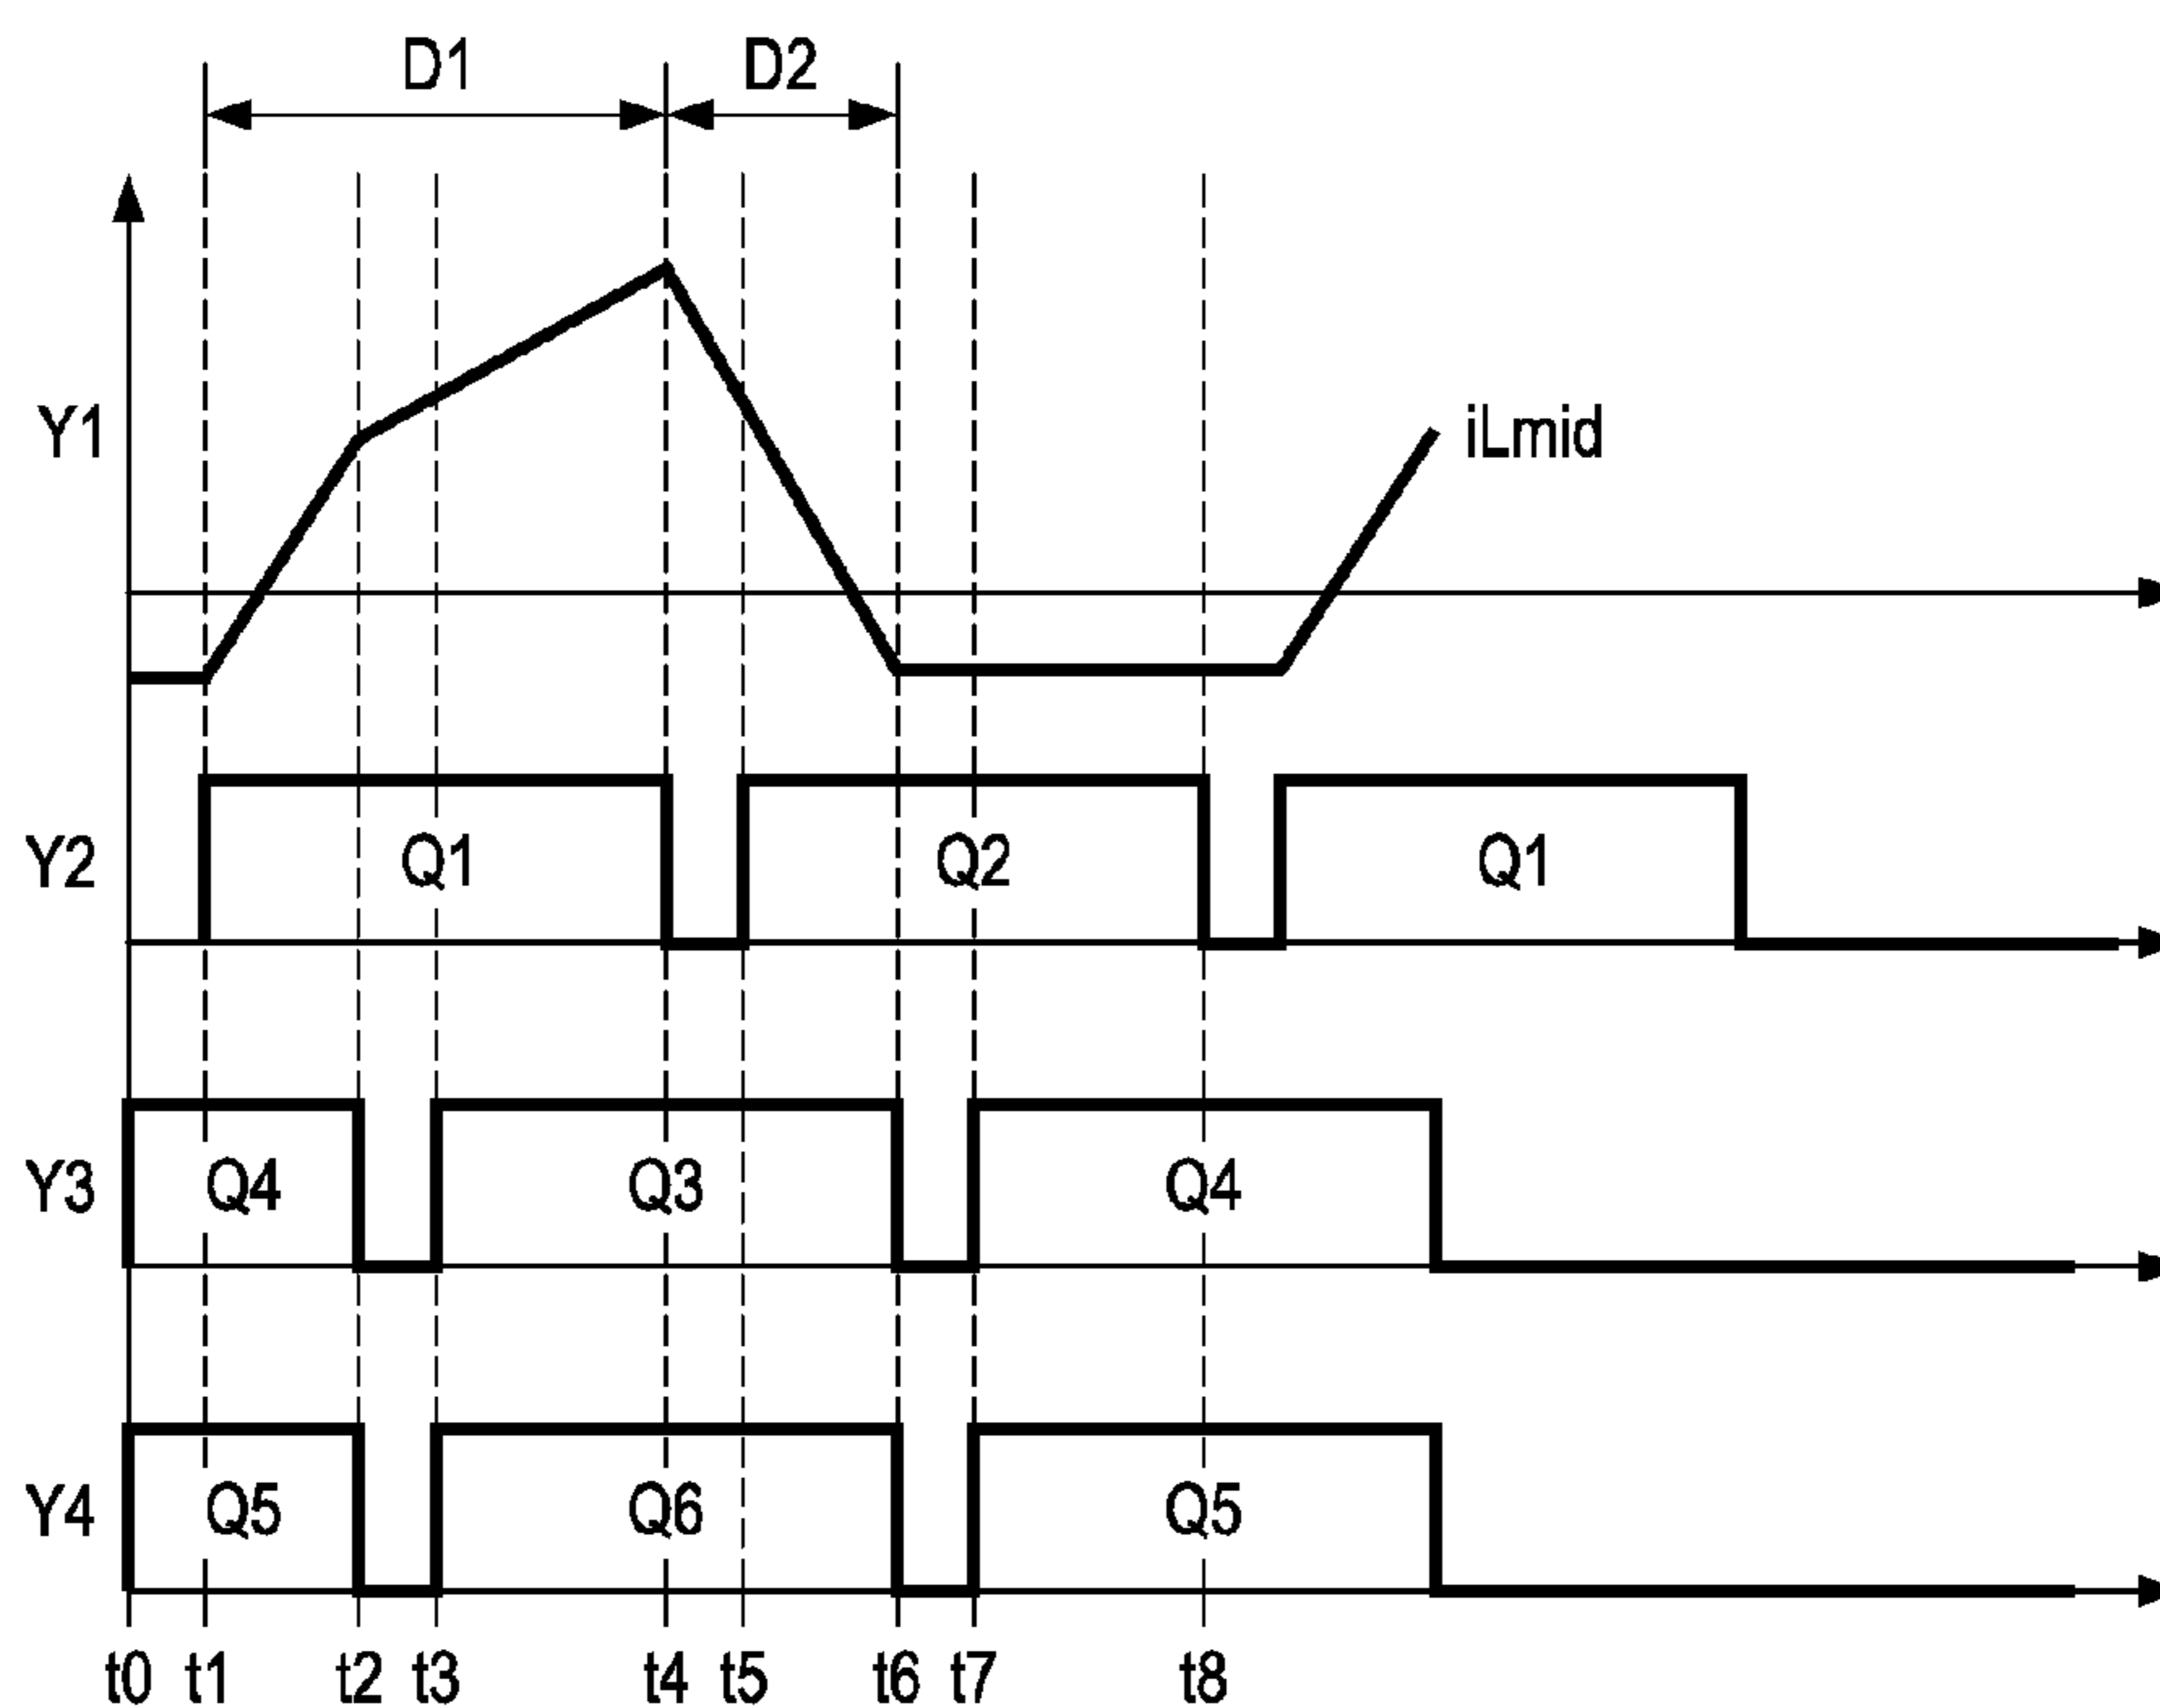 D1 D2
Y1 iLmid
Y2 Q1 Q2 Q1
Y3 Q4 Q3 Q4
Y4 Q5 Q6 Q5
t0 t1 t2 t3 t4 t5 t6 t7 t8